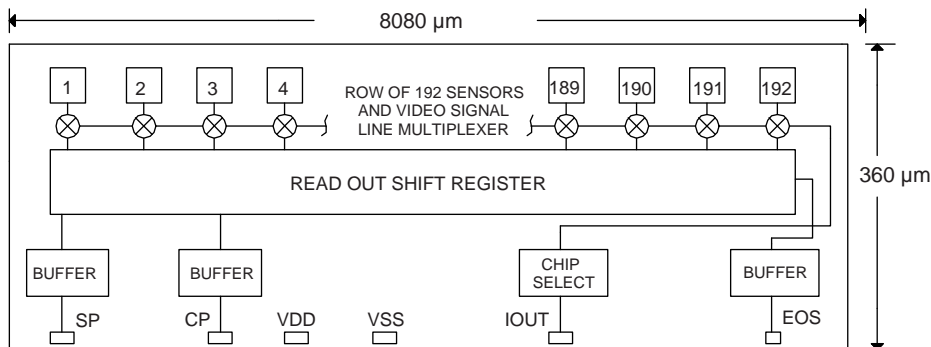 8080 µm
1 2 3 4 189 190 191 192
ROW OF 192 SENSORS
AND VIDEO SIGNAL
LINE MULTIPLEXER
READ OUT SHIFT REGISTER
360 µm
BUFFER BUFFER CHIP SELECT BUFFER
SP CP VDD VSS IOUT EOS